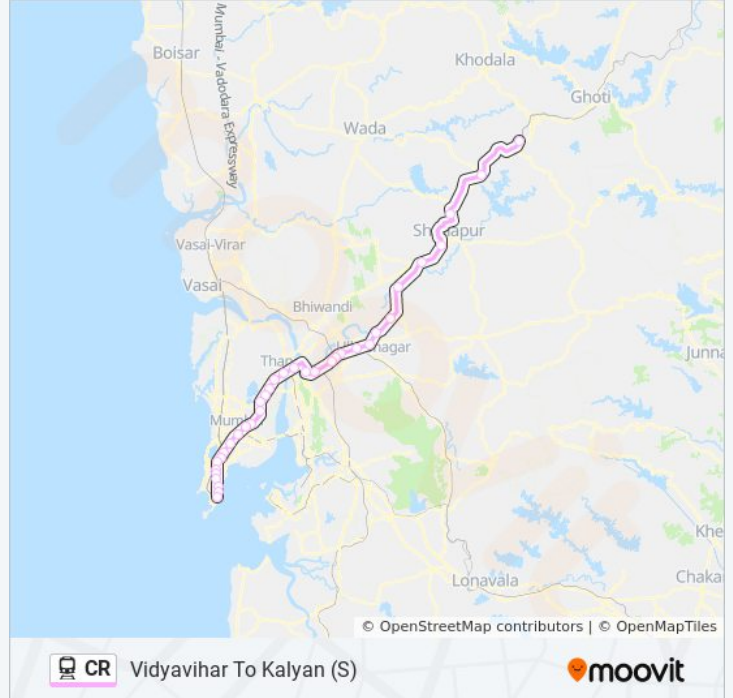 Boisar
Mumbai - Vadodara Expressway
Khodala
Ghoti
Wada
Vasai-Virar
Vasai
Bhiwandi
Junna
Mumb
Lonavala
Khe
Chaka
© OpenStreetMap contributors | © OpenMapTiles
CR Vidyavihar To Kalyan (S)
moovit